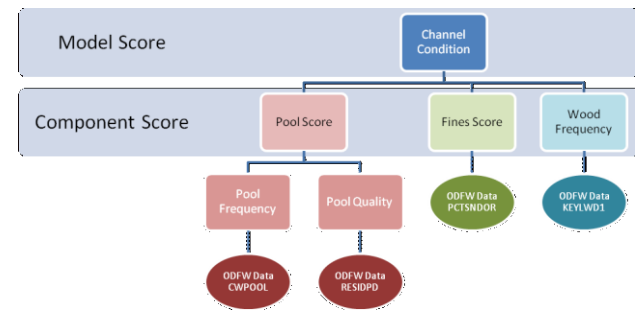 Model Score
Channel
Condition
Component Score
Pool Score
Fines Score
Wood
Frequency
Pool
Frequency
Pool Quality
ODFW Data
PCTSNDOR
ODFW Data
KEYLWD1
ODFW Data
CWPOOL
ODFW Data
RESIDPD